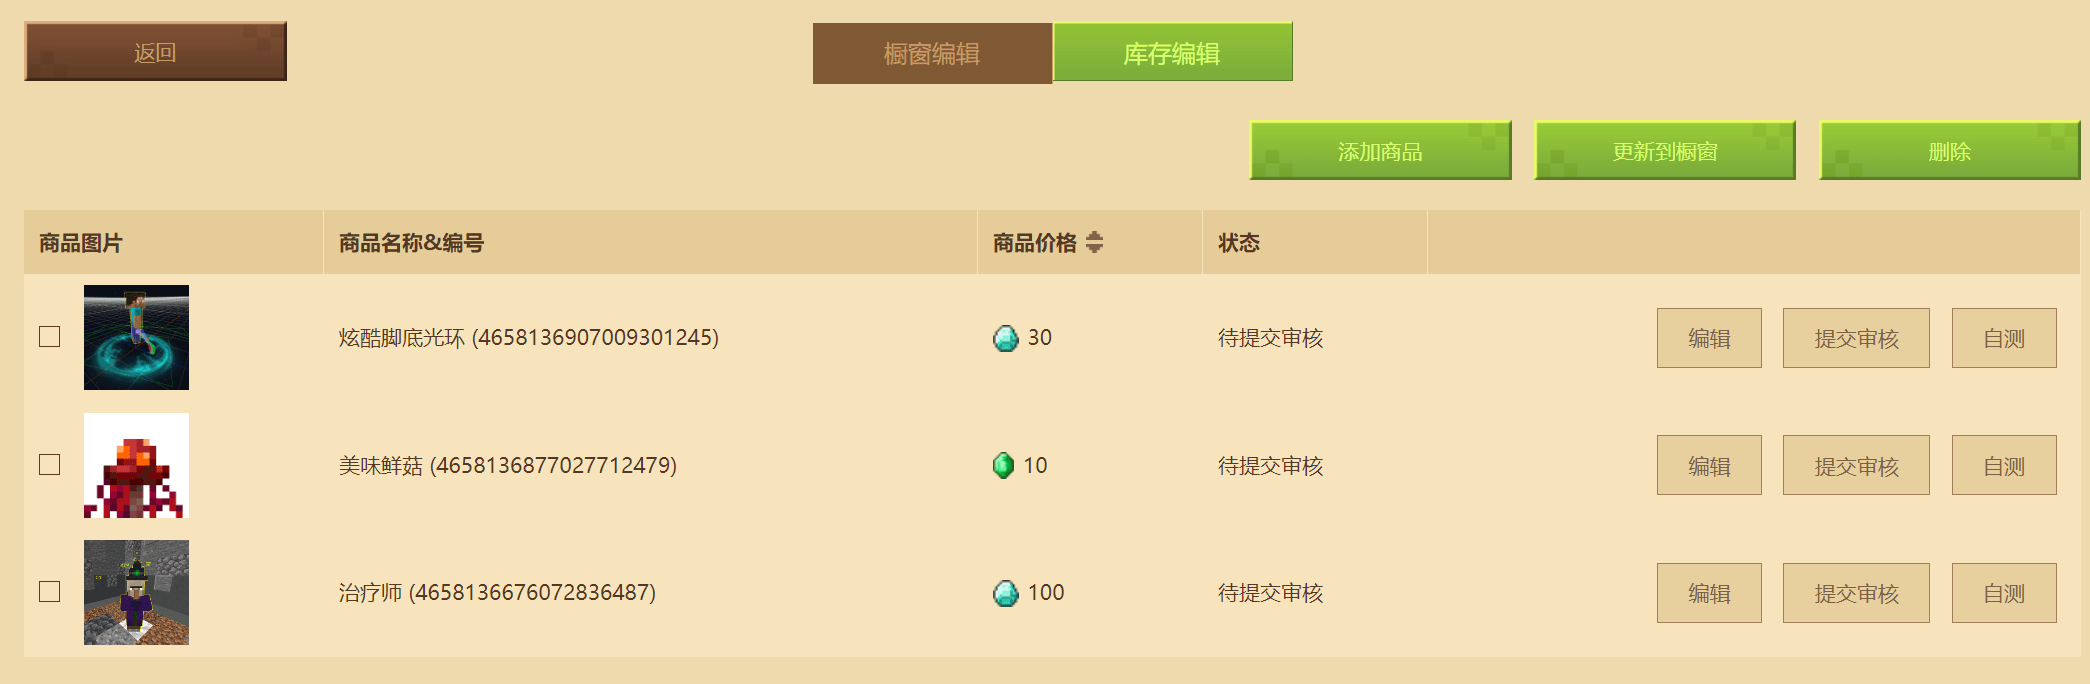 返回
橱窗编辑 库存编辑
添加商品 更新到橱窗 删除
商品图片 商品名称&编号 商品价格 状态
炫酷脚底光环 (4658136907009301245) 30 待提交审核 编辑 提交审核 自测
美味鲜菇 (4658136877027712479) 10 待提交审核 编辑 提交审核 自测
治疗师 (4658136676072836487) 100 待提交审核 编辑 提交审核 自测